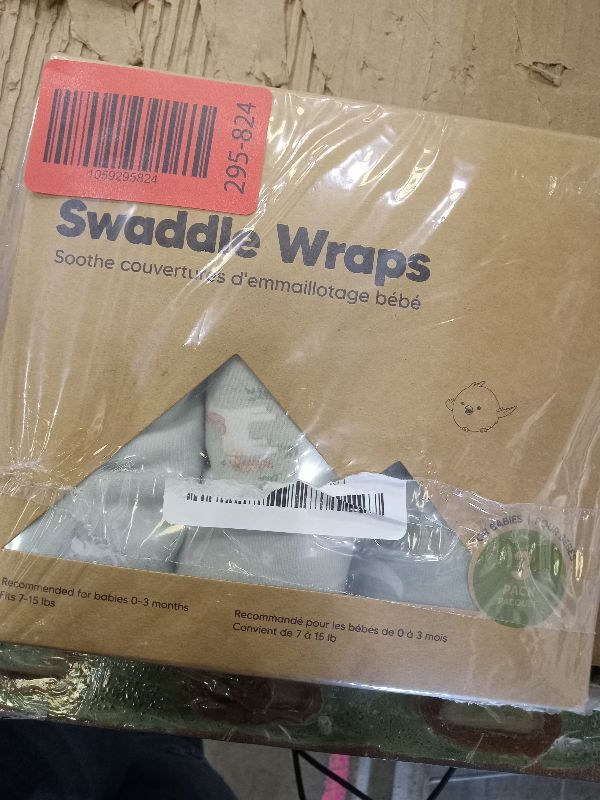 1059295824
295-824
Swaddle Wraps
Soothe couvertures d'emmaillotage bébé
PACK
Recommended for babies 0-3 months
Fits 7-15 lbs
Recommandé pour les bébés de 0 à 3 mois
Convient de 7 à 15 lb